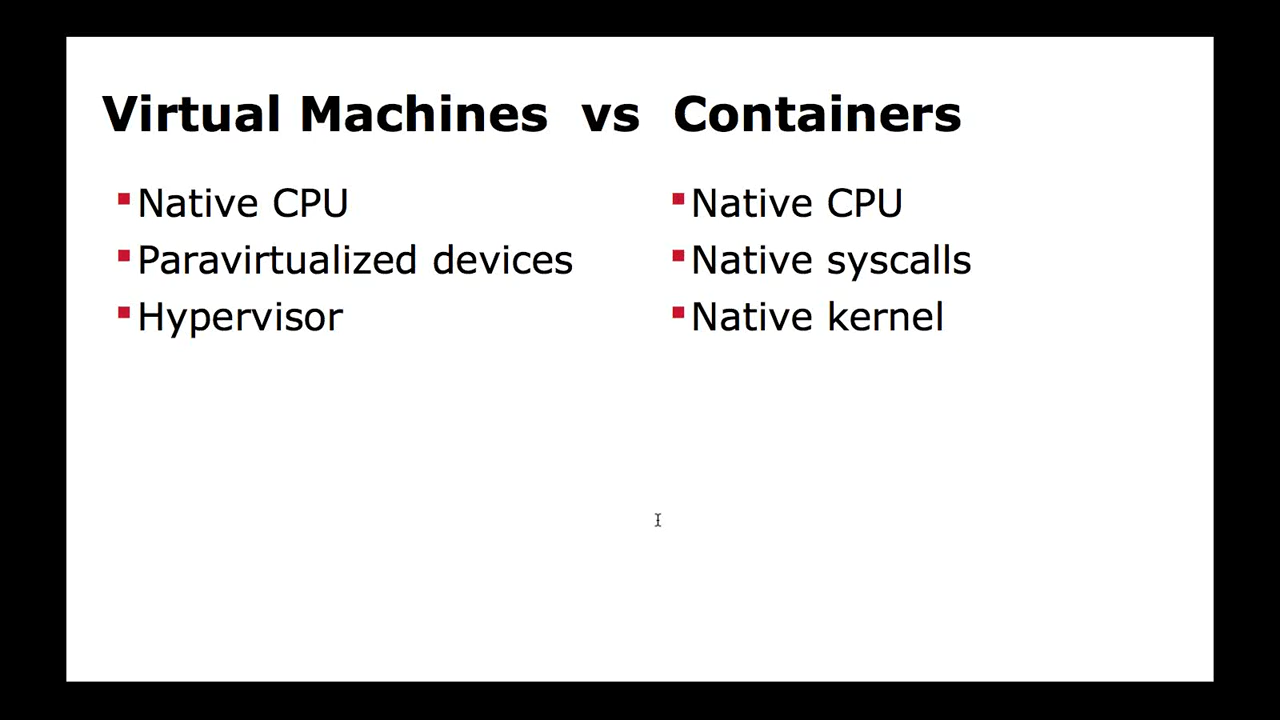 Virtual Machines vs Containers
Native CPU
Paravirtualized devices
Hypervisor
Native CPU
Native syscalls
Native kernel